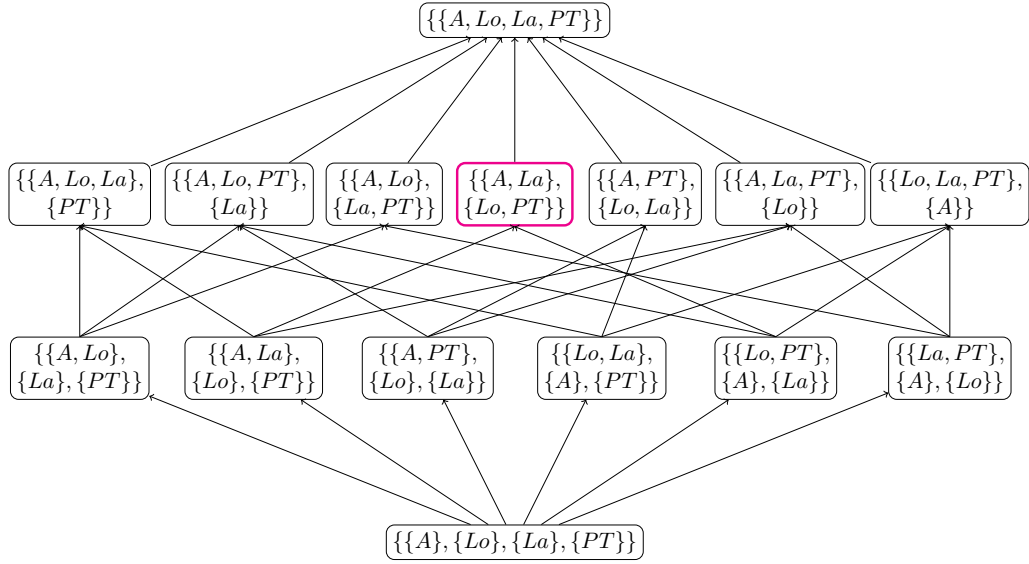 {{A, Lo, La, PT}}
{{A, Lo, La},
{PT}}
{{A, Lo, PT},
{La}}
{{A, Lo},
{La, PT}}
{{A, La},
{Lo, PT}}
{{A, PT},
{Lo, La}}
{{A, La, PT},
{Lo}}
{{Lo, La, PT},
{A}}
{{A, Lo},
{La}, {PT}}
{{A, La},
{Lo}, {PT}}
{{A, PT},
{Lo}, {La}}
{{Lo, La},
{A}, {PT}}
{{Lo, PT},
{A}, {La}}
{{La, PT},
{A}, {Lo}}
{{A}, {Lo}, {La}, {PT}}